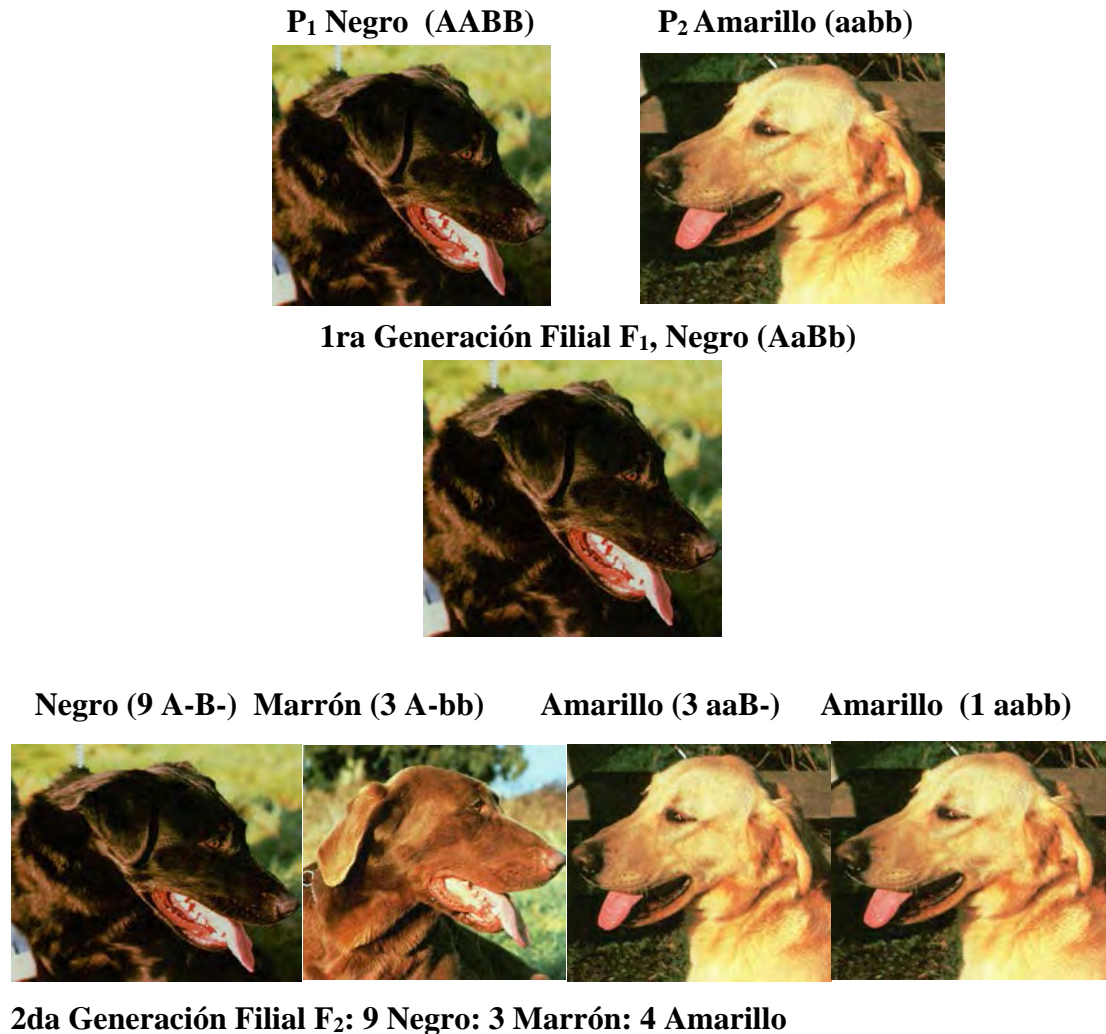 P₁ Negro (AABB) P₂ Amarillo (aabb)
1ra Generación Filial F₁, Negro (AaBb)
Negro (9 A-B-) Marrón (3 A-bb) Amarillo (3 aaB-) Amarillo (1 aabb)
2da Generación Filial F₂: 9 Negro: 3 Marrón: 4 Amarillo